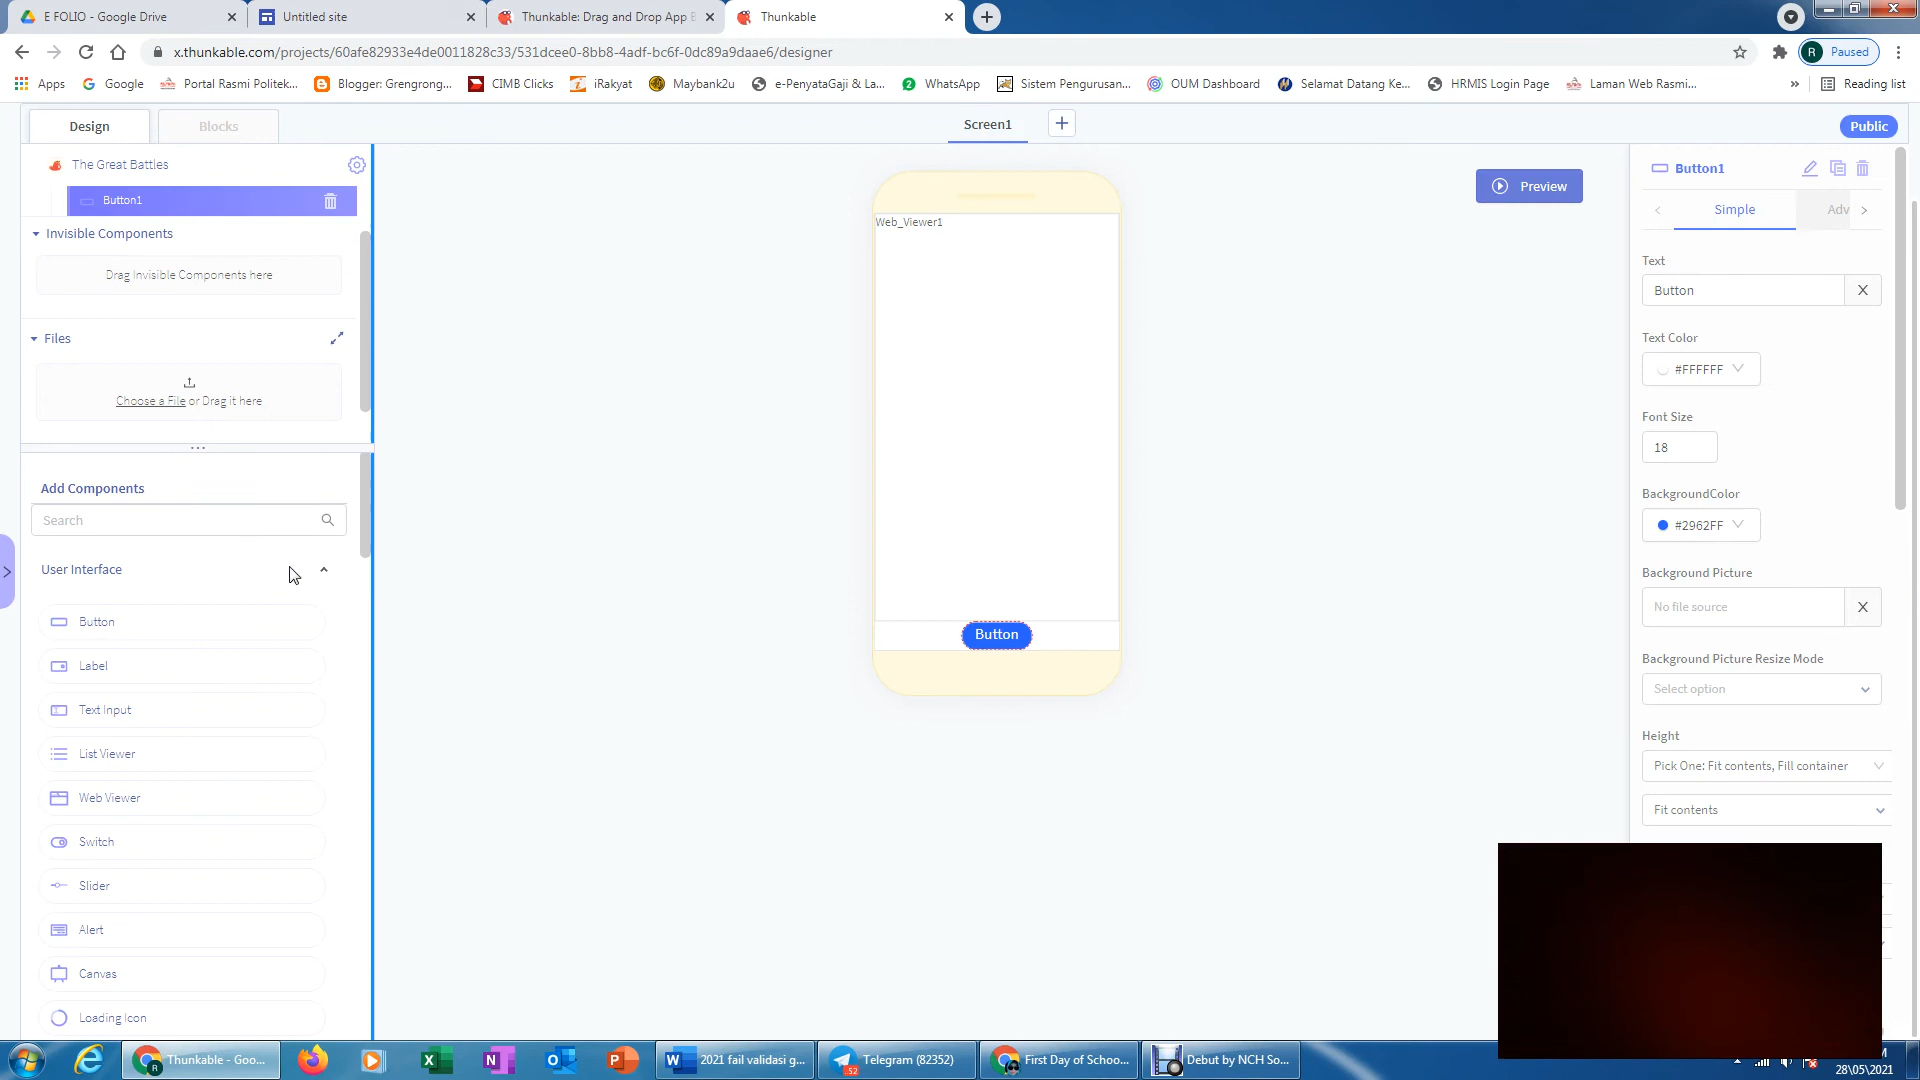 E FOLIO - Google Drive
Untitled site
Thunkable: Drag and Drop App B
Thunkable
x.thunkable.com/projects/60afe82933e4de0011828c33/531dcee0-8bb8-4adf-bc6f-0dc89a9daae6/designer
R Paused
Apps
Google
Portal Rasmi Politek...
Blogger: Grengrong...
CIMB Clicks
iRakyat
Maybank2u
e-PenyataGaji & La...
2 WhatsApp
Sistem Pengurusan...
OUM Dashboard
Selamat Datang Ke...
HRMIS Login Page
Laman Web Rasmi...
»
Reading list
Design
Blocks
Screen1
Public
The Great Battles
Button1
Invisible Components
Drag Invisible Components here
Files
Choose a File or Drag it here
Add Components
Search
User Interface
Button
Label
Text Input
List Viewer
Web Viewer
Switch
Slider
Alert
Canvas
Loading Icon
Web_Viewer1
Button
Preview
Button1
Simple
Adv
Text
Button
X
Text Color
#FFFFFF
Font Size
18
BackgroundColor
#2962FF
Background Picture
No file source
X
Background Picture Resize Mode
Select option
Height
Pick One: Fit contents, Fill container
Fit contents
Thunkable - Goo...
2021 fail validasi g...
Telegram (82352)
.52
First Day of Schoo...
Debut by NCH So...
M
28\05\2021